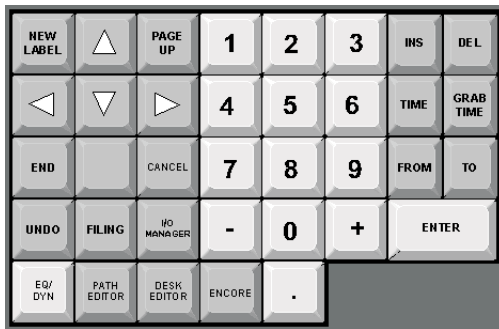 NEW
LABEL
PAGE
UP
1
2
3
INS
DEL
4
5
6
TIME
GRAB
TIME
END
CANCEL
7
8
9
FROM
TO
UNDO
FILING
I/O
MANAGER
-
0
+
ENTER
EQ/
DYN
PATH
EDITOR
DESK
EDITOR
ENCORE
.